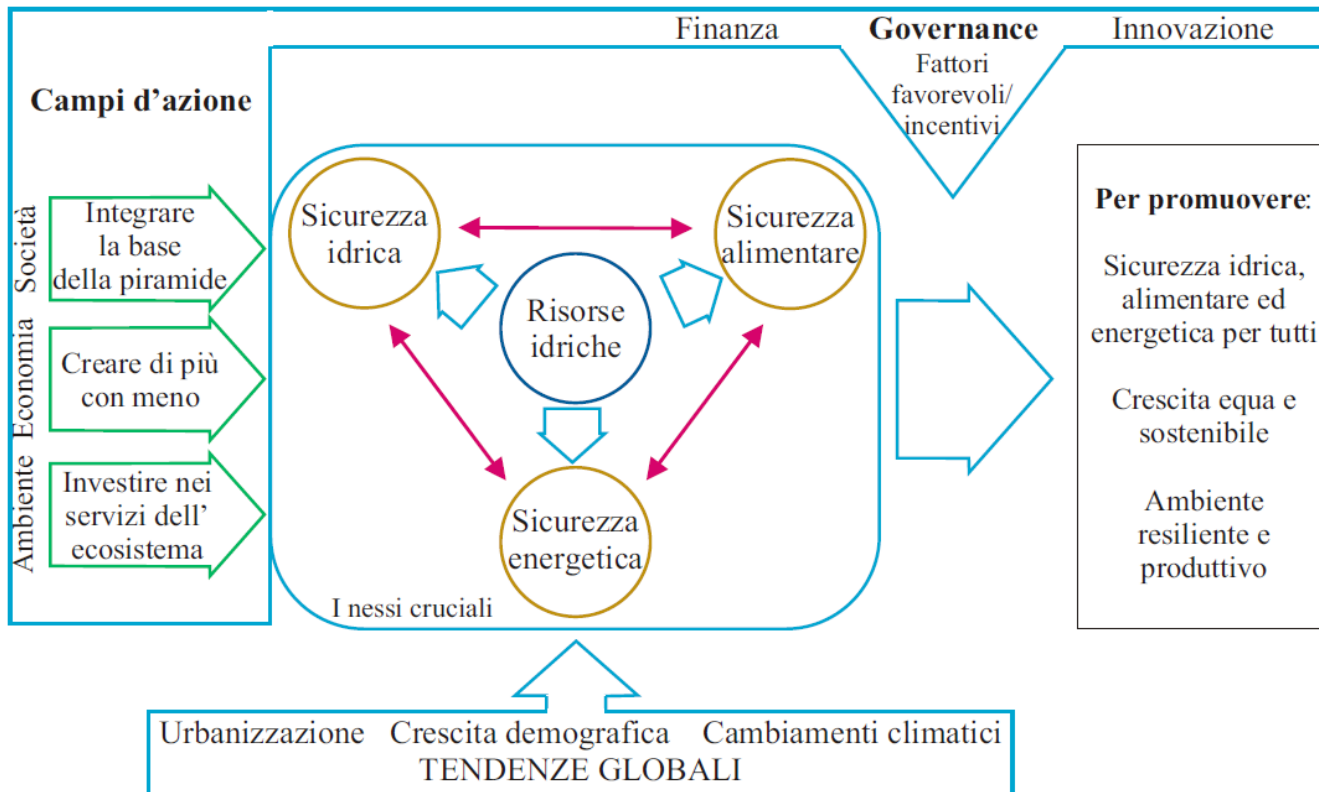 Finanza Governance Innovazione
Fattori
favorevoli/
incentivi
Campi d’azione
Società
Integrare
la base
della piramide
Economia
Creare di più
con meno
Ambiente
Investire nei
servizi dell’
ecosistema
Sicurezza
idrica
Sicurezza
alimentare
Risorse
idriche
Sicurezza
energetica
I nessi cruciali
Per promuovere:
Sicurezza idrica,
alimentare ed
energetica per tutti
Crescita equa e
sostenibile
Ambiente
resiliente e
produttivo
Urbanizzazione Crescita demografica Cambiamenti climatici
TENDENZE GLOBALI